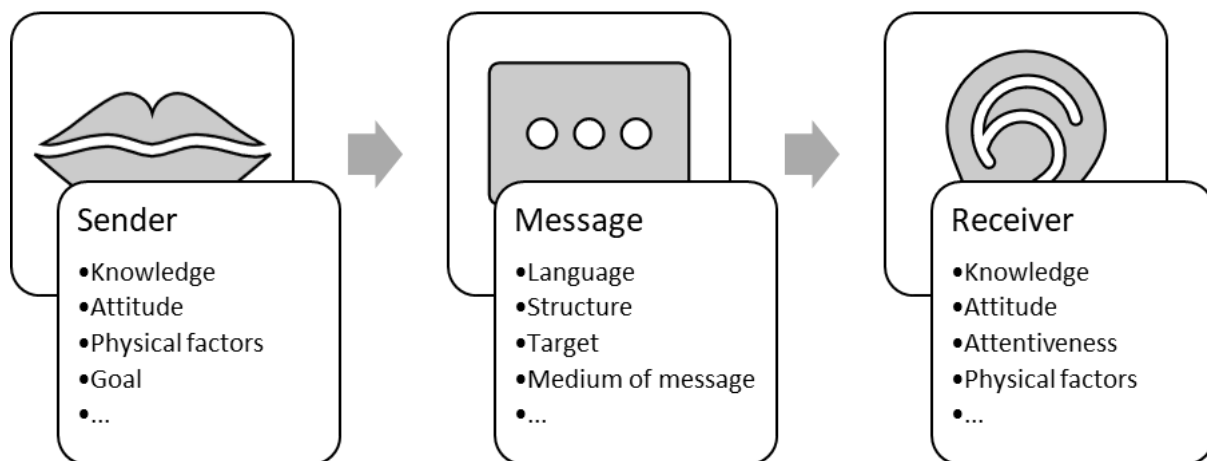 Sender
•Knowledge
•Attitude
•Physical factors
•Goal
•...
Message
•Language
•Structure
•Target
•Medium of message
•...
Receiver
•Knowledge
•Attitude
•Attentiveness
•Physical factors
•...